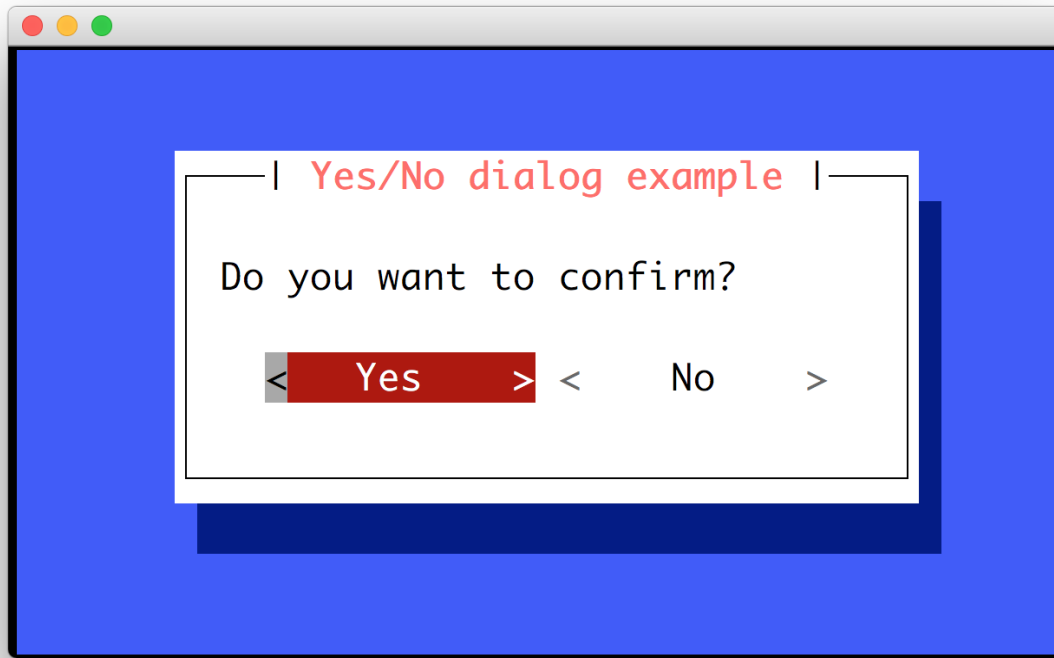 | Yes/No dialog example |
Do you want to confirm?
< Yes > < No >